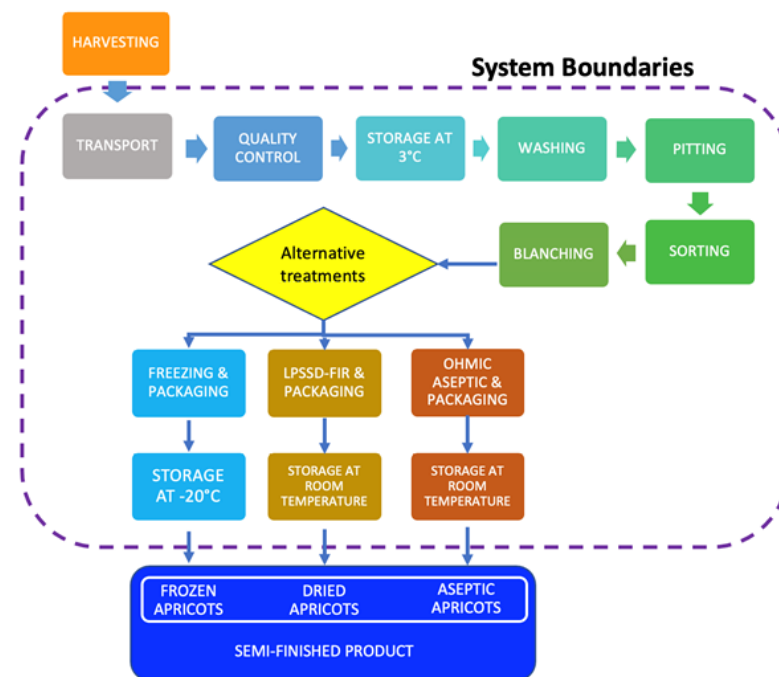 HARVESTING
System Boundaries
TRANSPORT
QUALITY
CONTROL
STORAGE AT
3°C
WASHING
PITTING
Alternative
treatments
BLANCHING
SORTING
FREEZING &
PACKAGING
LPSSD-FIR &
PACKAGING
OHMIC
ASEPTIC &
PACKAGING
STORAGE
AT -20°C
STORAGE AT
ROOM
TEMPERATURE
STORAGE AT
ROOM
TEMPERATURE
FROZEN
APRICOTS
DRIED
APRICOTS
ASEPTIC
APRICOTS
SEMI-FINISHED PRODUCT